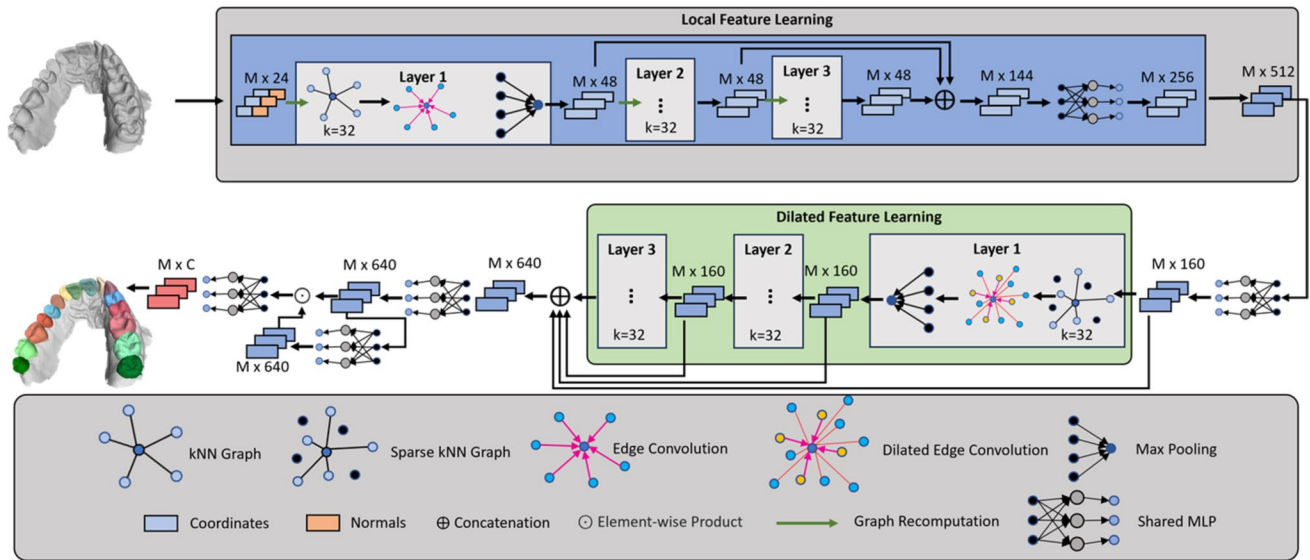 Local Feature Learning
M x 24
Layer 1
k=32
M x 48
Layer 2
k=32
M x 48
Layer 3
k=32
M x 48
M x 144
M x 256
M x 512
Dilated Feature Learning
M x C
M x 640
M x 640
M x 640
Layer 3
k=32
M x 160
Layer 2
k=32
M x 160
Layer 1
k=32
M x 160
kNN Graph
Sparse kNN Graph
Edge Convolution
Dilated Edge Convolution
Max Pooling
Coordinates
Normals
Concatenation
Element-wise Product
Graph Recomputation
Shared MLP